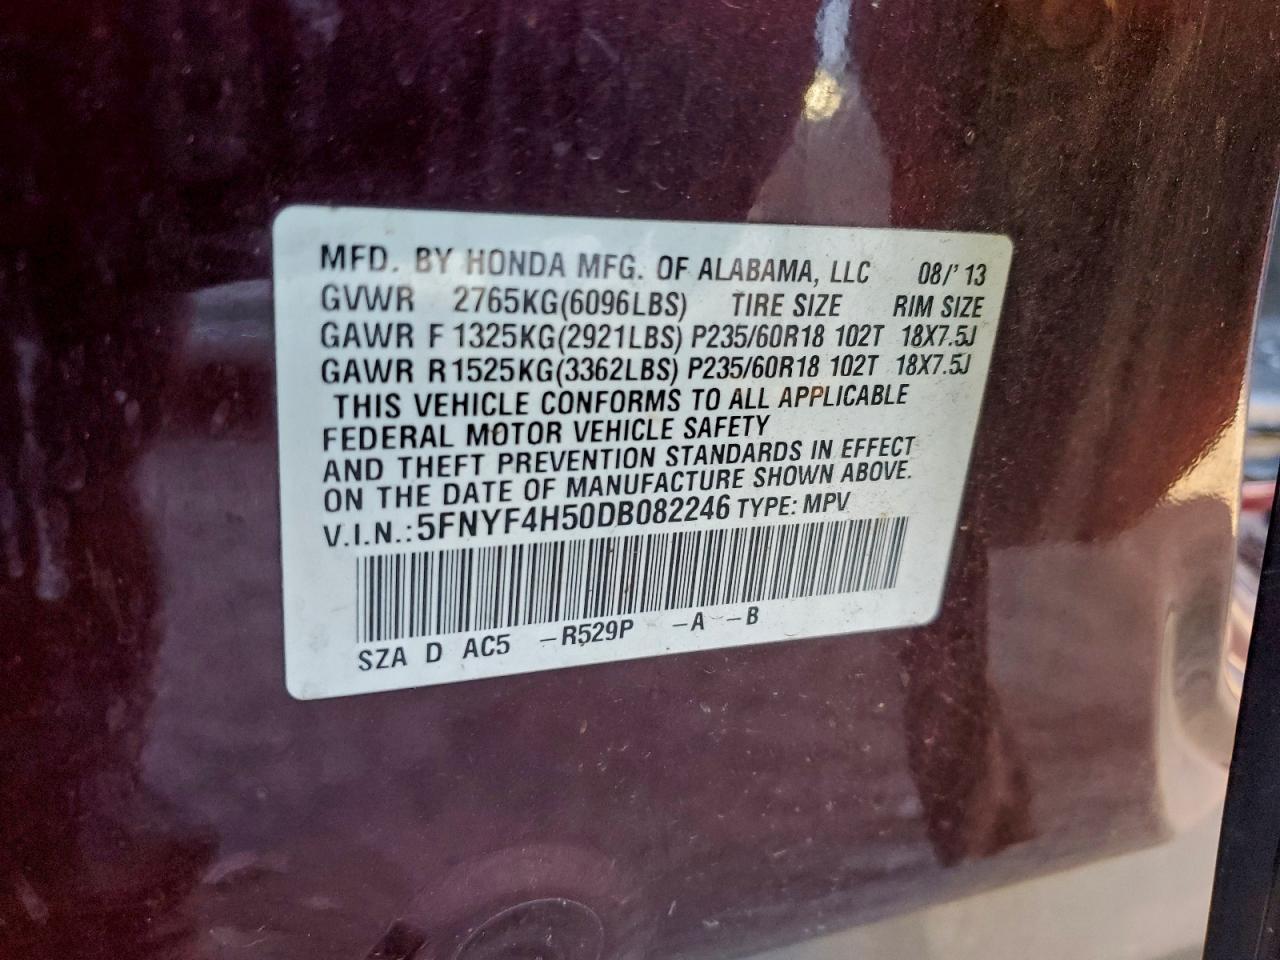 MFD. BY HONDA MFG. OF ALABAMA, LLC 08/'13
GVWR 2765KG(6096LBS) TIRE SIZE RIM SIZE
GAWR F 1325KG(2921LBS) P235/60R18 102T 18X7.5J
GAWR R1525KG(3362LBS) P235/60R18 102T 18X7.5J
THIS VEHICLE CONFORMS TO ALL APPLICABLE
FEDERAL MOTOR VEHICLE SAFETY
AND THEFT PREVENTION STANDARDS IN EFFECT
ON THE DATE OF MANUFACTURE SHOWN ABOVE.
V.I.N.:5FNYF4H50DB082246 TYPE: MPV
SZA D AC5 -R529P -A -B